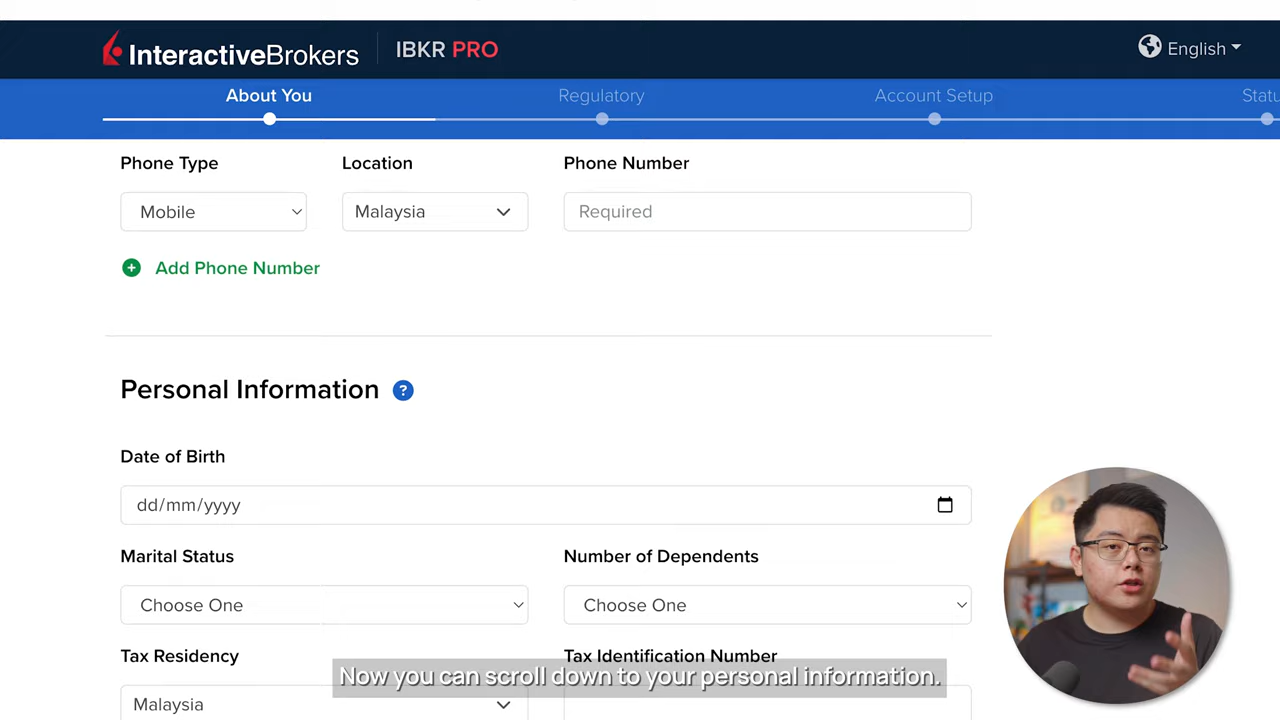 InteractiveBrokers IBKR PRO English
About You Regulatory Account Setup Statu
Phone Type Location Phone Number
Mobile Malaysia Required
+ Add Phone Number
Personal Information ?
Date of Birth
dd/mm/yyyy
Marital Status Number of Dependents
Choose One Choose One
Tax Residency Tax Identification Number
Now you can scroll down to your personal information.
Malaysia